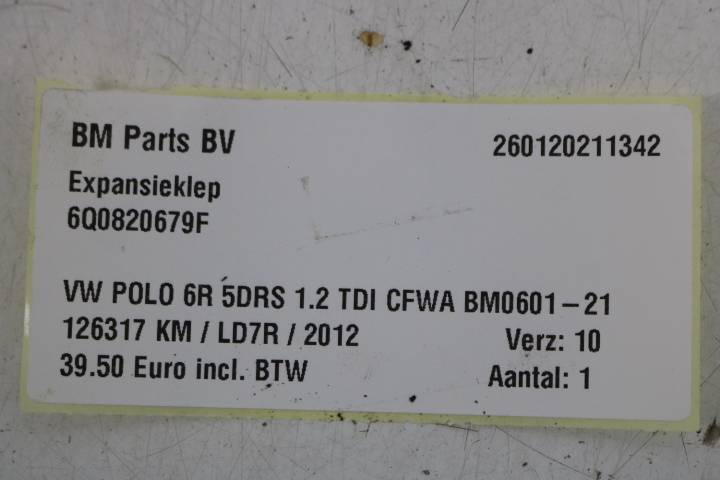 BM Parts BV 260120211342
Expansieklep
6Q0820679F
VW POLO 6R 5DRS 1.2 TDI CFWA BM0601-21
126317 KM / LD7R / 2012 Verz: 10
39.50 Euro incl. BTW Aantal: 1